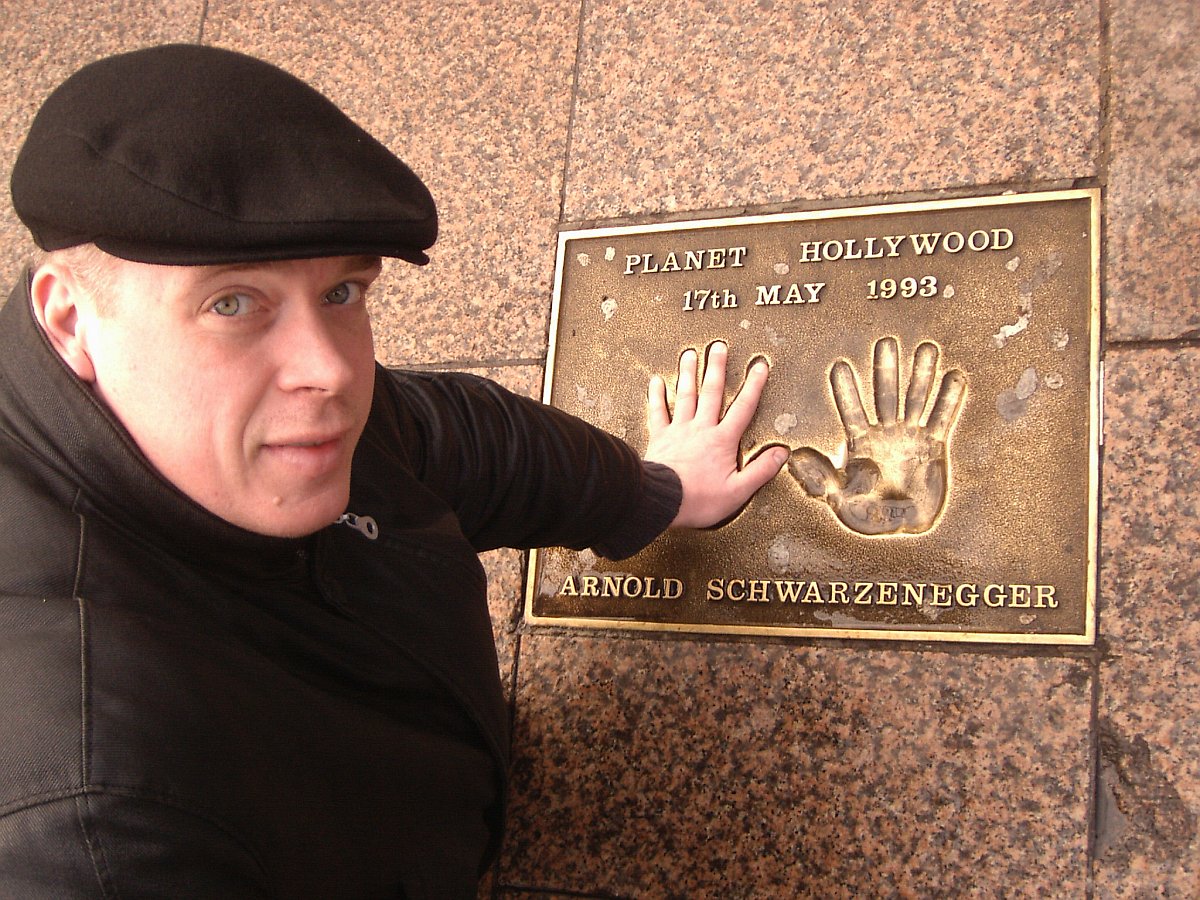 PLANET HOLLYWOOD
17th MAY 1993
ARNOLD SCHWARZENEGGER